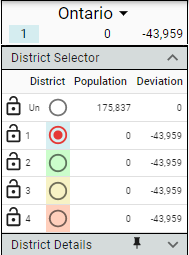 Ontario
1 0 -43,959
District Selector
District Population Deviation
Un 175,837 0
1 0 -43,959
2 0 -43,959
3 0 -43,959
4 0 -43,959
District Details